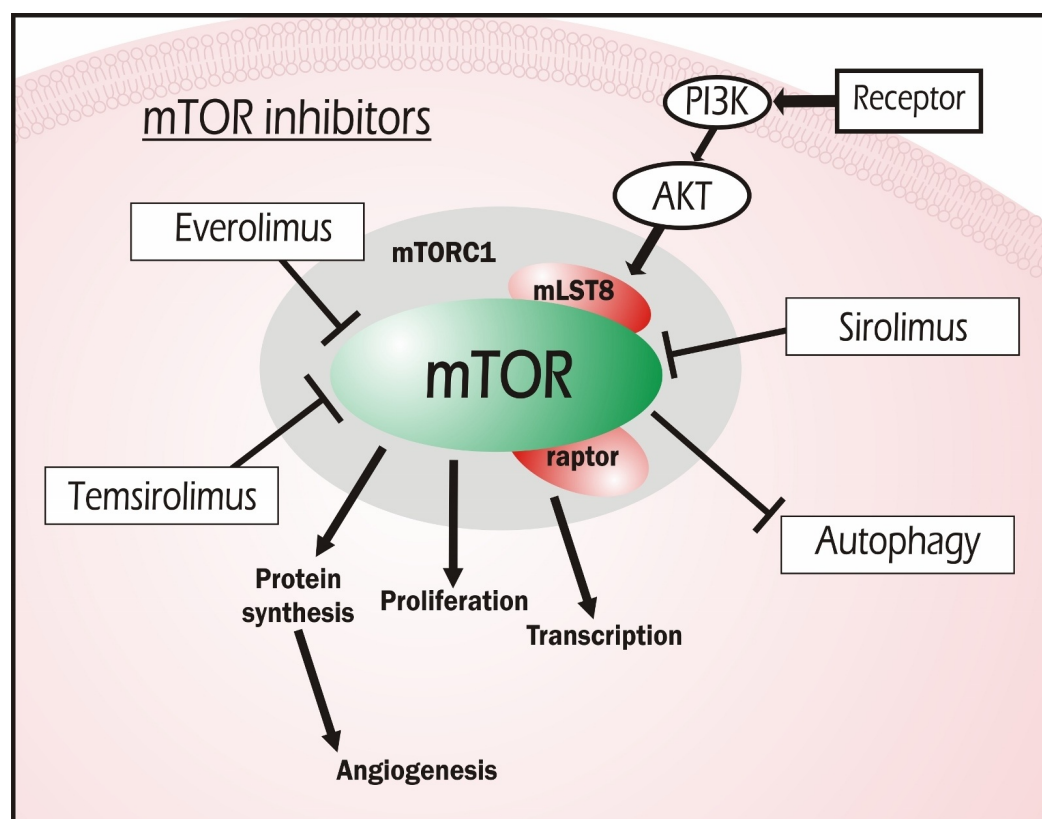 mTOR inhibitors
PI3K
Receptor
AKT
Everolimus
mTORC1
mLST8
Sirolimus
mTOR
raptor
Temsirolimus
Autophagy
Protein
synthesis
Proliferation
Transcription
Angiogenesis